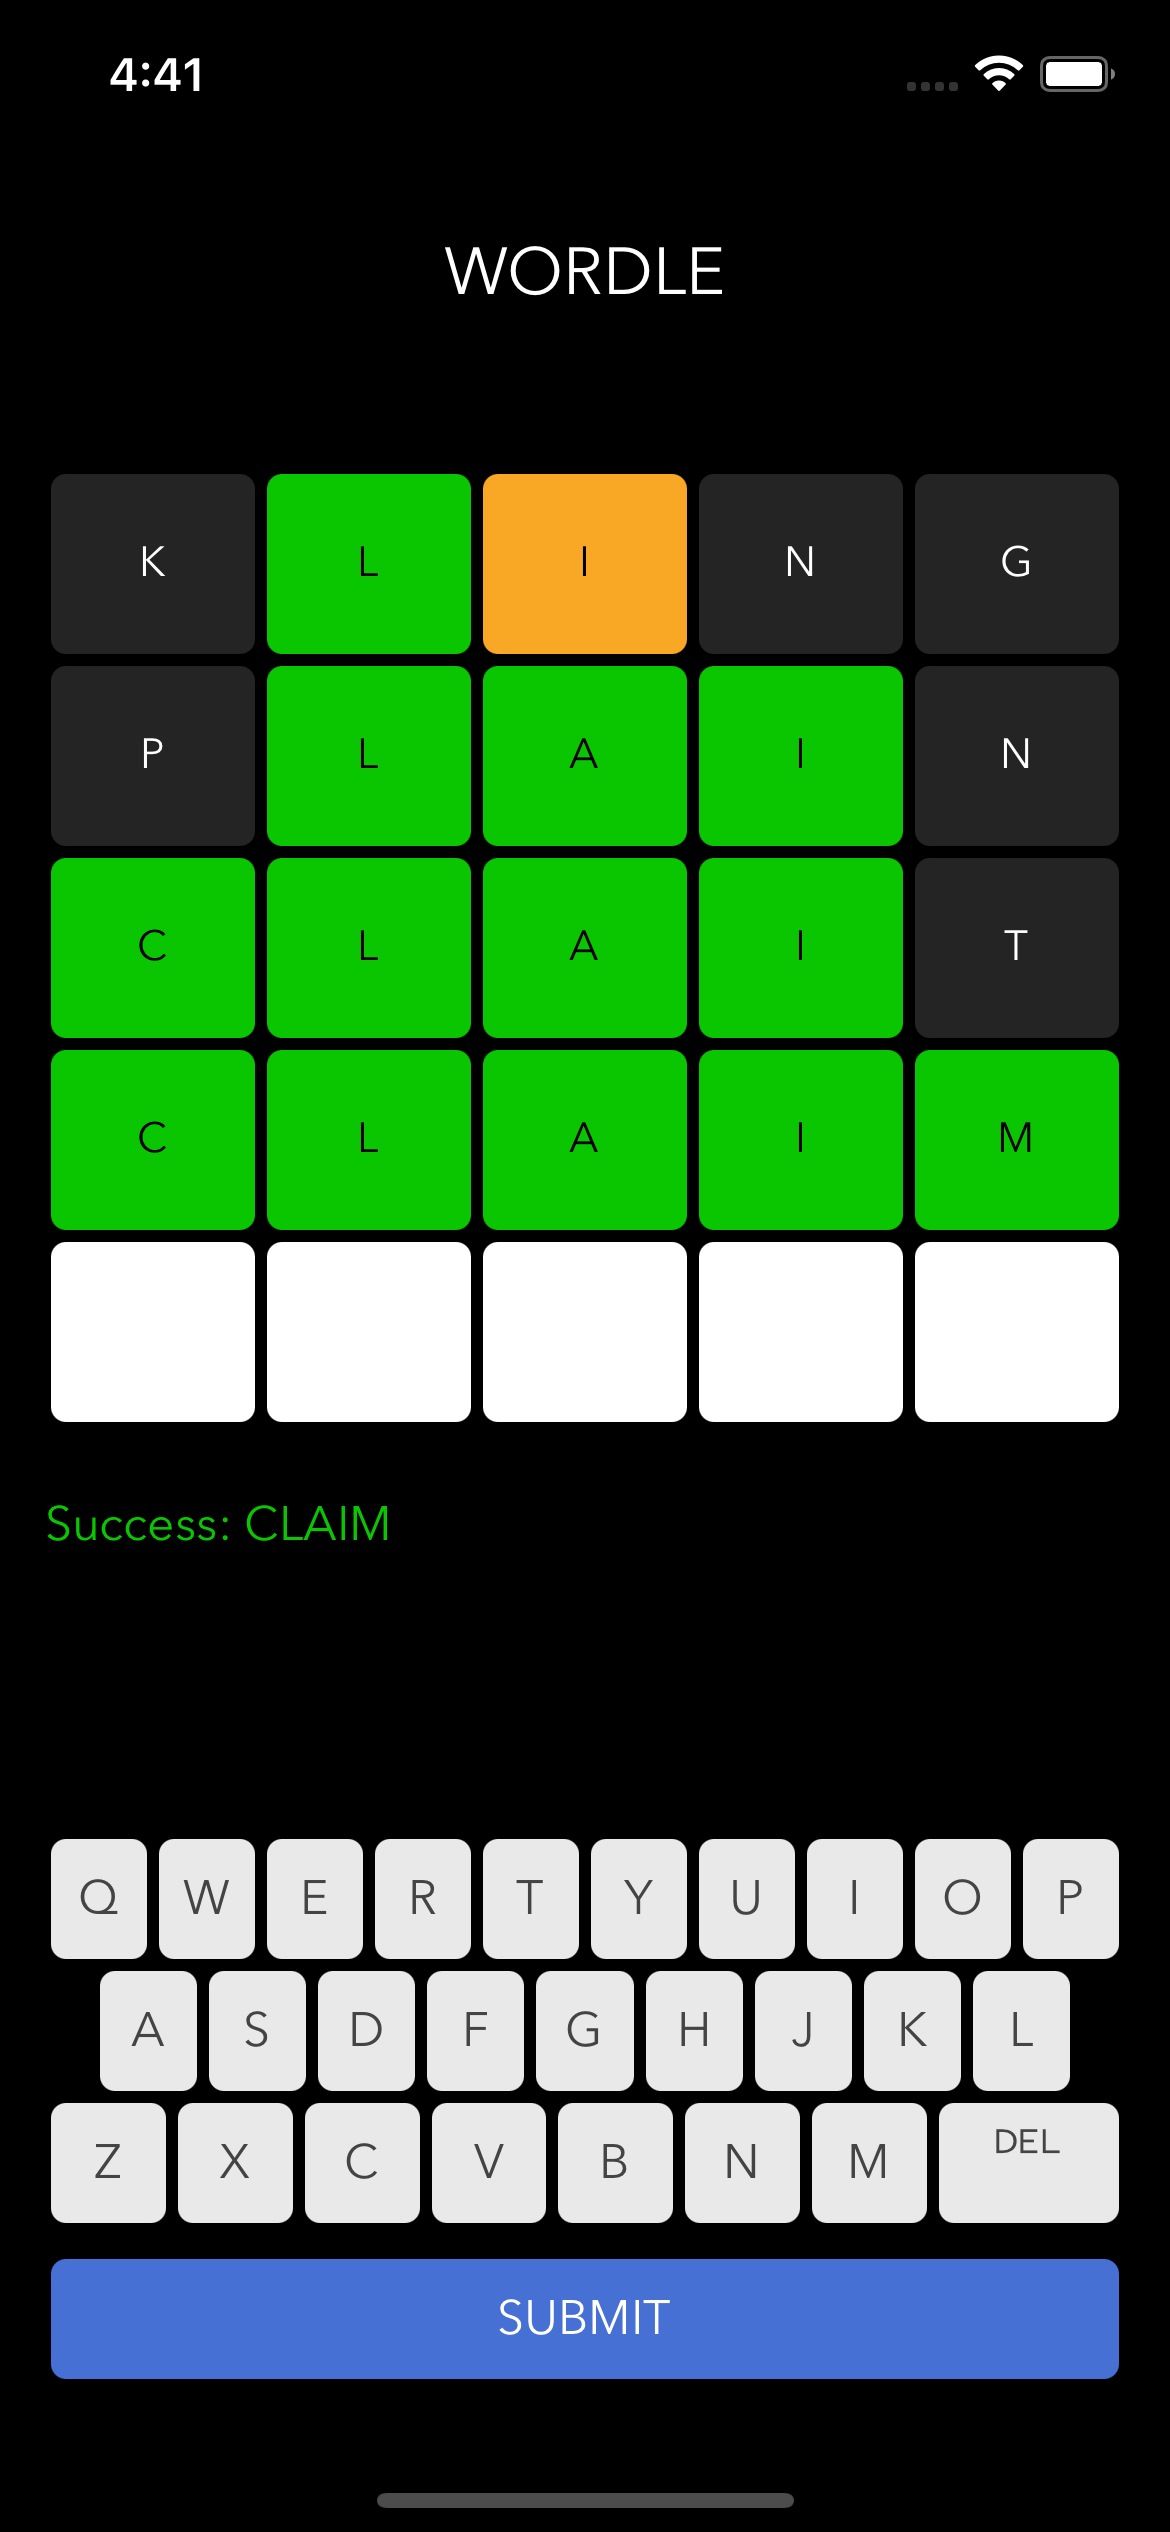 4:41
WORDLE
K L I N G
P L A I N
C L A I T
C L A I M
Success: CLAIM
Q W E R T Y U I O P
A S D F G H J K L
Z X C V B N M DEL
SUBMIT